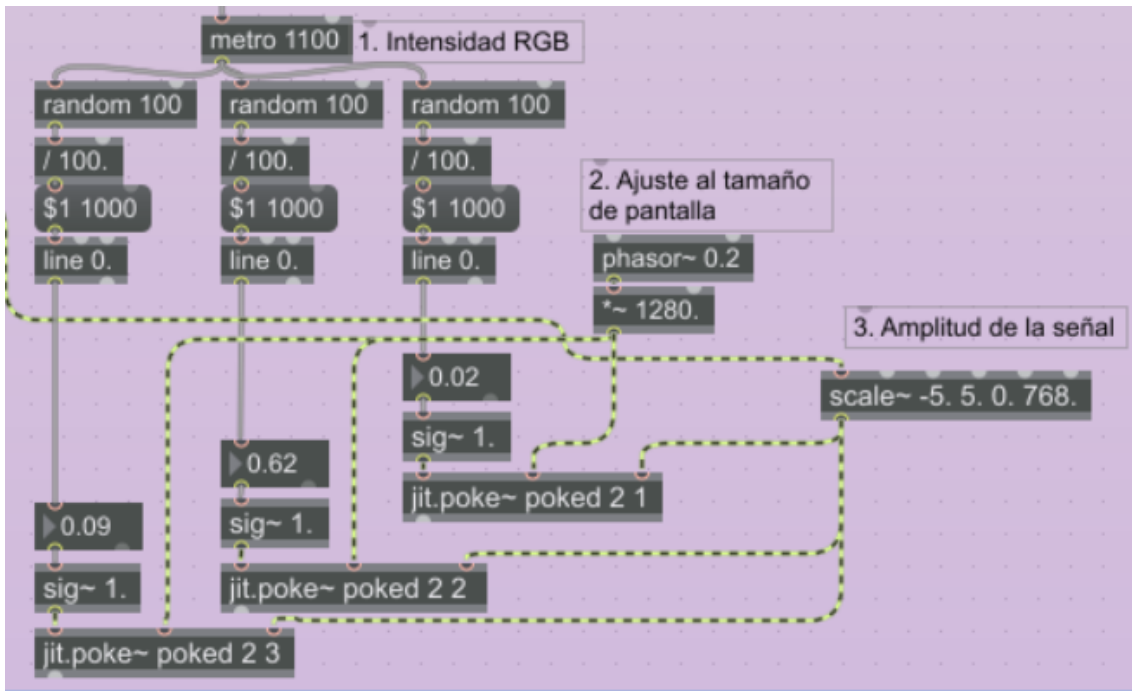 metro 1100
1. Intensidad RGB
random 100
random 100
random 100
/ 100.
/ 100.
/ 100.
$1 1000
$1 1000
$1 1000
line 0.
line 0.
line 0.
2. Ajuste al tamaño
de pantalla
phasor~ 0.2
*~ 1280.
3. Amplitud de la señal
scale~ -5. 5. 0. 768.
0.02
sig~ 1.
jit.poke~ poked 2 1
0.62
sig~ 1.
jit.poke~ poked 2 2
0.09
sig~ 1.
jit.poke~ poked 2 3